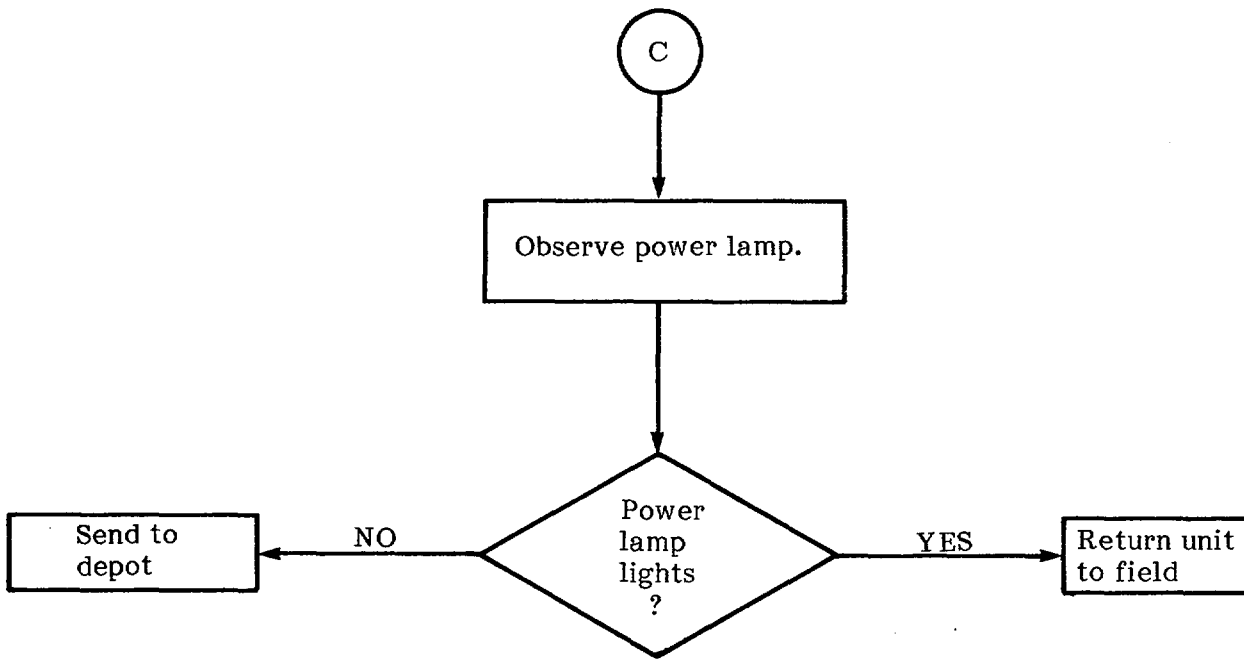 C
Observe power lamp.
Power
lamp
lights
?
NO
YES
Send to
depot
Return unit
to field